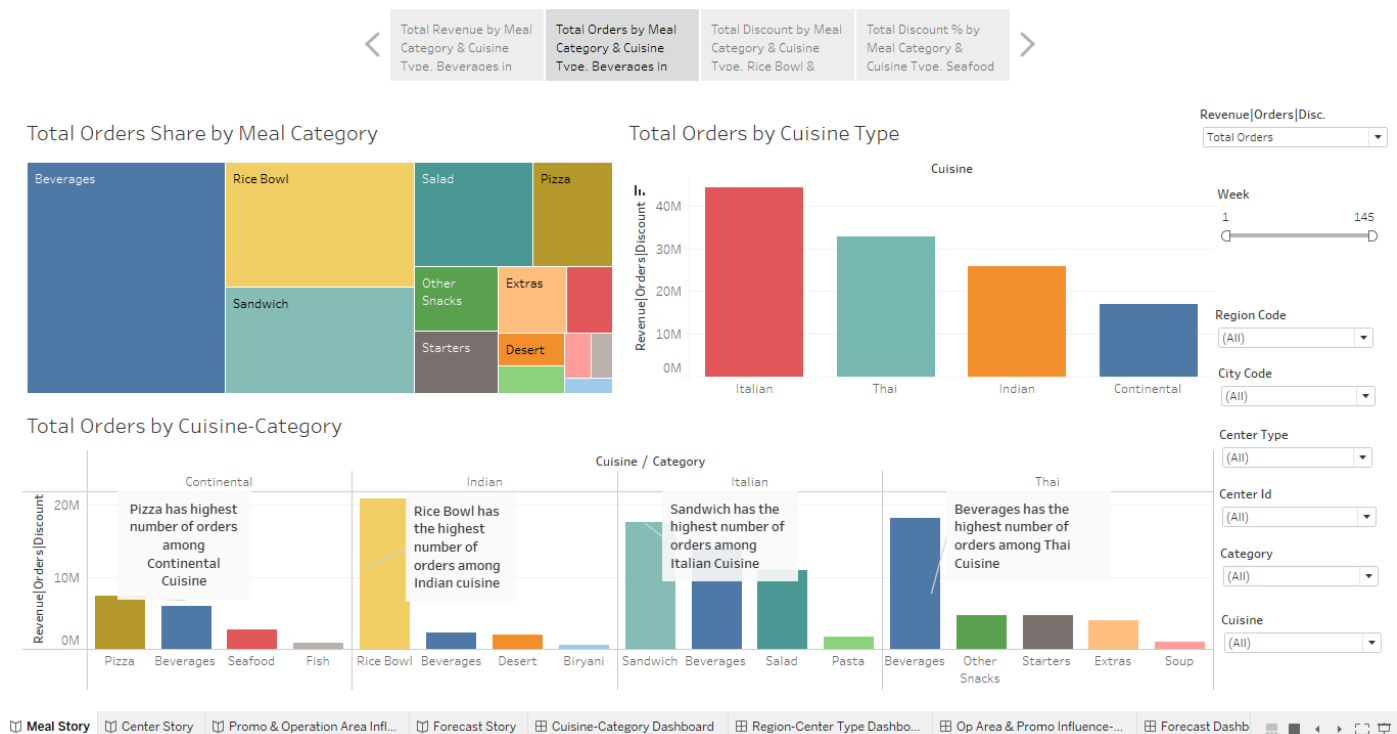 Total Revenue by Meal
Category & Cuisine
Type. Beverages in
Total Orders by Meal
Category & Cuisine
Type. Beverages in
Total Discount by Meal
Category & Cuisine
Type. Rice Bowl &
Total Discount % by
Meal Category &
Cuisine Type. Seafood
Total Orders Share by Meal Category
Beverages
Rice Bowl
Salad
Pizza
Sandwich
Other
Snacks
Extras
Starters
Desert
Total Orders by Cuisine Type
Cuisine
Revenue|Orders|Discount
40M
30M
20M
10M
0M
Italian
Thai
Indian
Continental
Revenue|Orders|Disc.
Total Orders
Week
1
145
Region Code
(All)
City Code
(All)
Center Type
(All)
Center Id
(All)
Category
(All)
Cuisine
(All)
Total Orders by Cuisine-Category
Cuisine / Category
Continental
Indian
Italian
Thai
Revenue|Orders|Discount
20M
10M
0M
Pizza has highest
number of orders
among
Continental
Cuisine
Rice Bowl has
the highest
number of
orders among
Indian cuisine
Sandwich has the
highest number of
orders among
Italian Cuisine
Beverages has the
highest number of
orders among Thai
Cuisine
Pizza
Beverages
Seafood
Fish
Rice Bowl
Beverages
Desert
Biryani
Sandwich
Beverages
Salad
Pasta
Beverages
Other
Snacks
Starters
Extras
Soup
Meal Story
Center Story
Promo & Operation Area Infl...
Forecast Story
Cuisine-Category Dashboard
Region-Center Type Dashbo...
Op Area & Promo Influence-...
Forecast Dashb